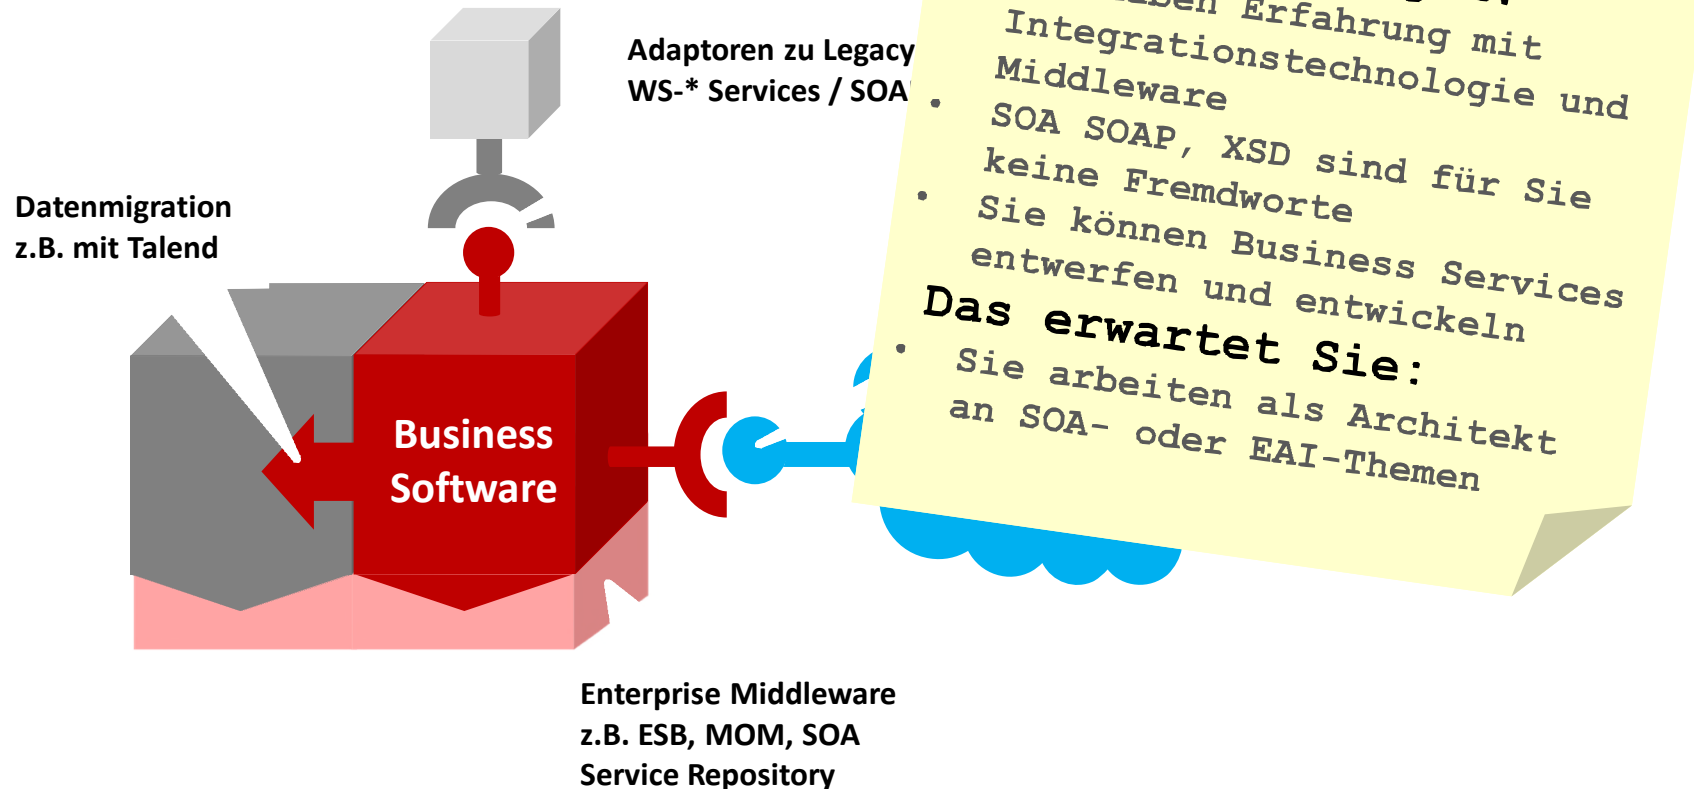 Adaptoren zu Legacy
WS-* Services / SOA
Datenmigration
z.B. mit Talend
Business
Software
Enterprise Middleware
z.B. ESB, MOM, SOA
Service Repository
Erfahrung mit
Integrationstechnologie und
Middleware
• SOA SOAP, XSD sind für Sie
keine Fremdworte
• Sie können Business Services
entwerfen und entwickeln
Das erwartet Sie:
• Sie arbeiten als Architekt
an SOA- oder EAI-Themen